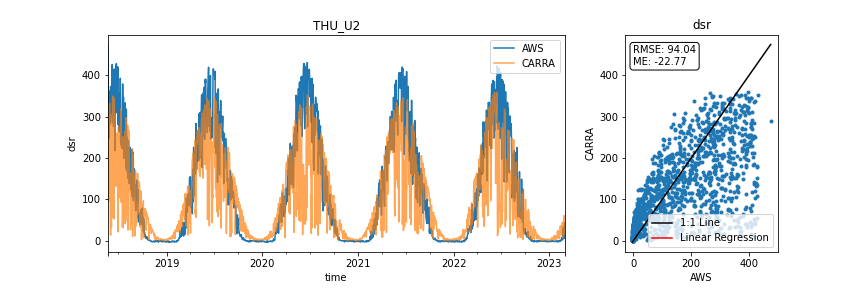 THU_U2
dsr
AWS
CARRA
400
300
200
100
0
dsr
2019
2020
2021
2022
2023
time
dsr
RMSE: 94.04
ME: -22.77
400
300
200
100
0
CARRA
1:1 Line
Linear Regression
0
200
400
AWS